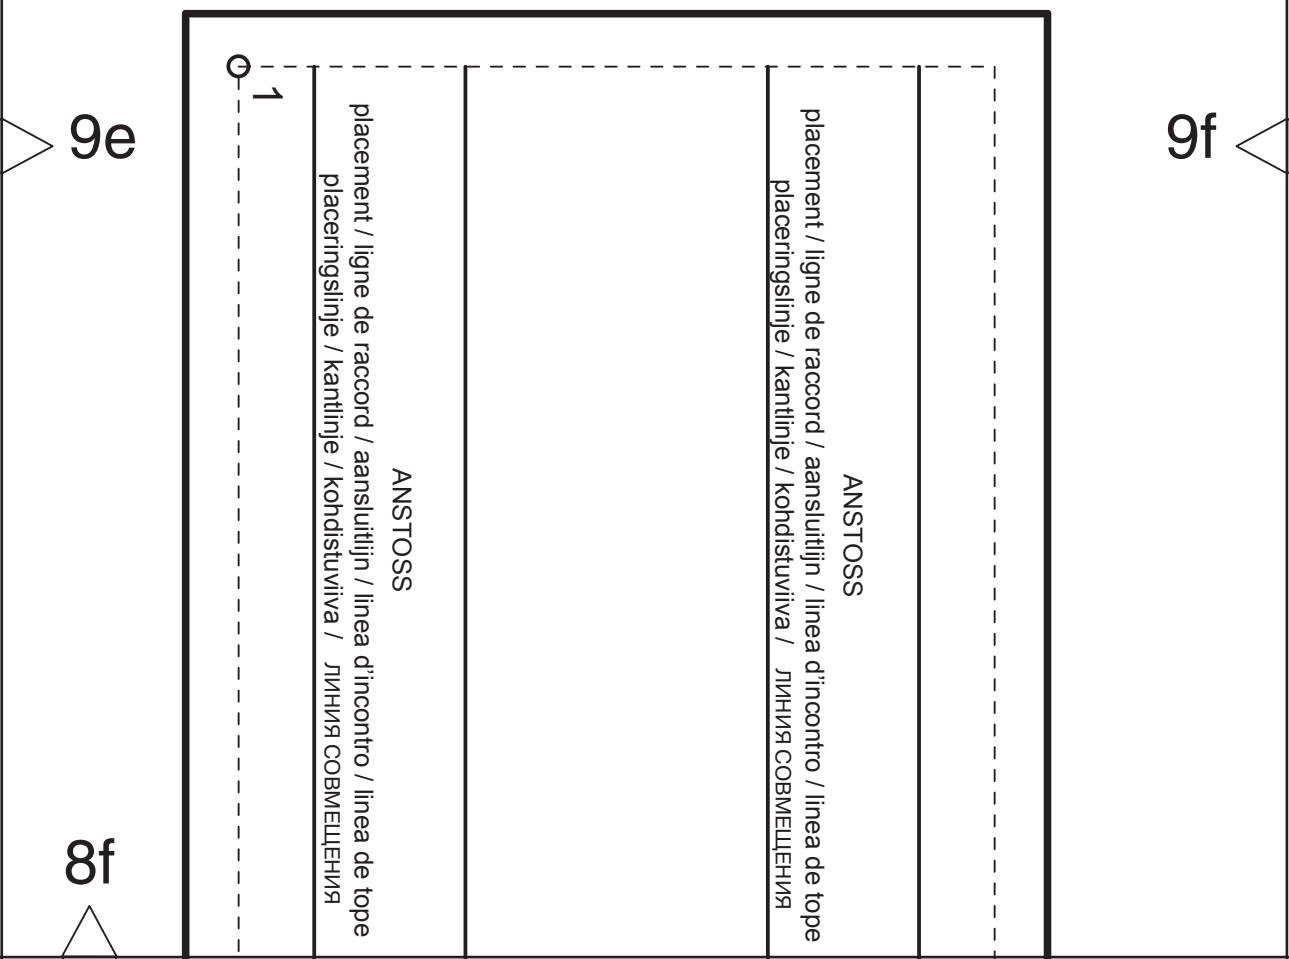 9e
9f
1
ANSTOSS
placement / ligne de raccord / aansluitlijn / linea d’incontro / linea de tope
placeringslinje / kantlinje / kohdistuviiva / ЛИНИЯ СОВМЕЩЕНИЯ
ANSTOSS
placement / ligne de raccord / aansluitlijn / linea d’incontro / linea de tope
placeringslinje / kantlinje / kohdistuviiva / ЛИНИЯ СОВМЕЩЕНИЯ
8f